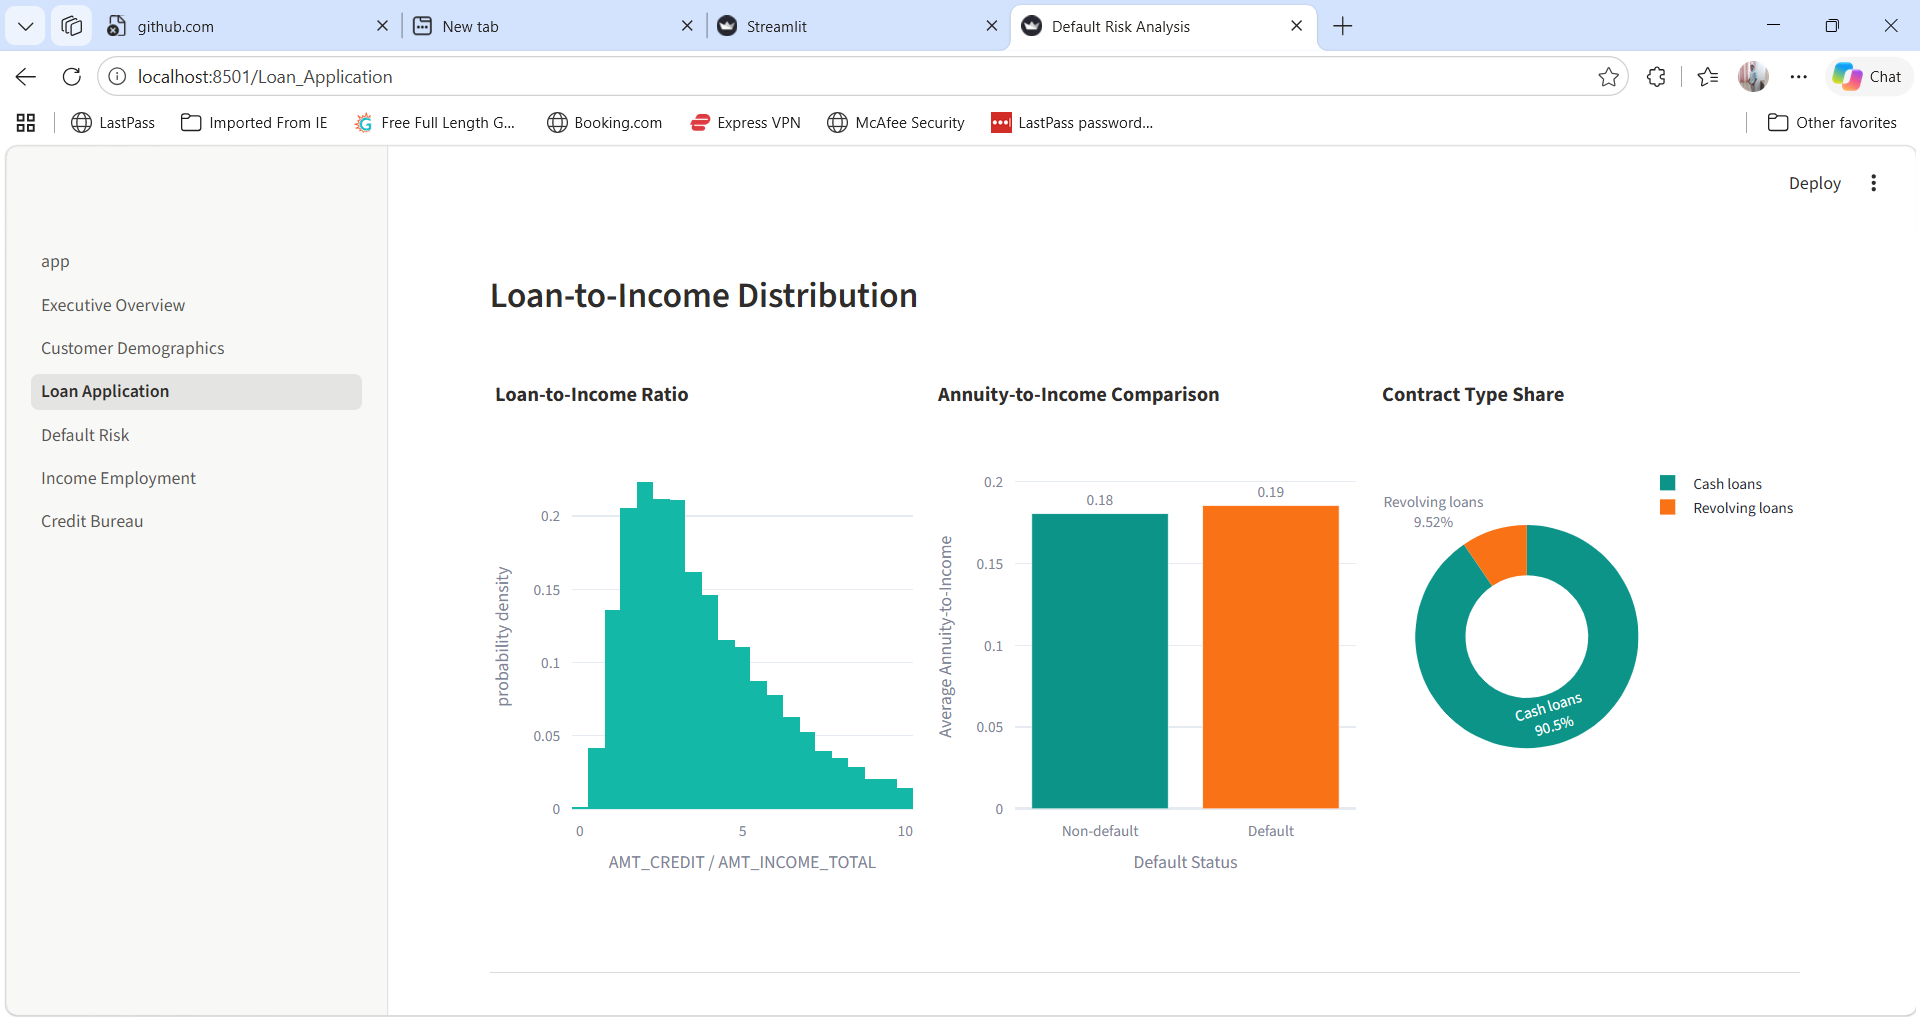 github.com
New tab
Streamlit
Default Risk Analysis
localhost:8501/Loan_Application
Chat
LastPass
Imported From IE
Free Full Length G...
Booking.com
Express VPN
McAfee Security
LastPass password...
Other favorites
Deploy
app
Executive Overview
Customer Demographics
Loan Application
Default Risk
Income Employment
Credit Bureau
Loan-to-Income Distribution
Loan-to-Income Ratio
probability density
0.2
0.15
0.1
0.05
0
0
5
10
AMT_CREDIT / AMT_INCOME_TOTAL
Annuity-to-Income Comparison
Average Annuity-to-Income
0.2
0.15
0.1
0.05
0
0.18
0.19
Non-default
Default
Default Status
Contract Type Share
Revolving loans
9.52%
Cash loans
90.5%
Cash loans
Revolving loans